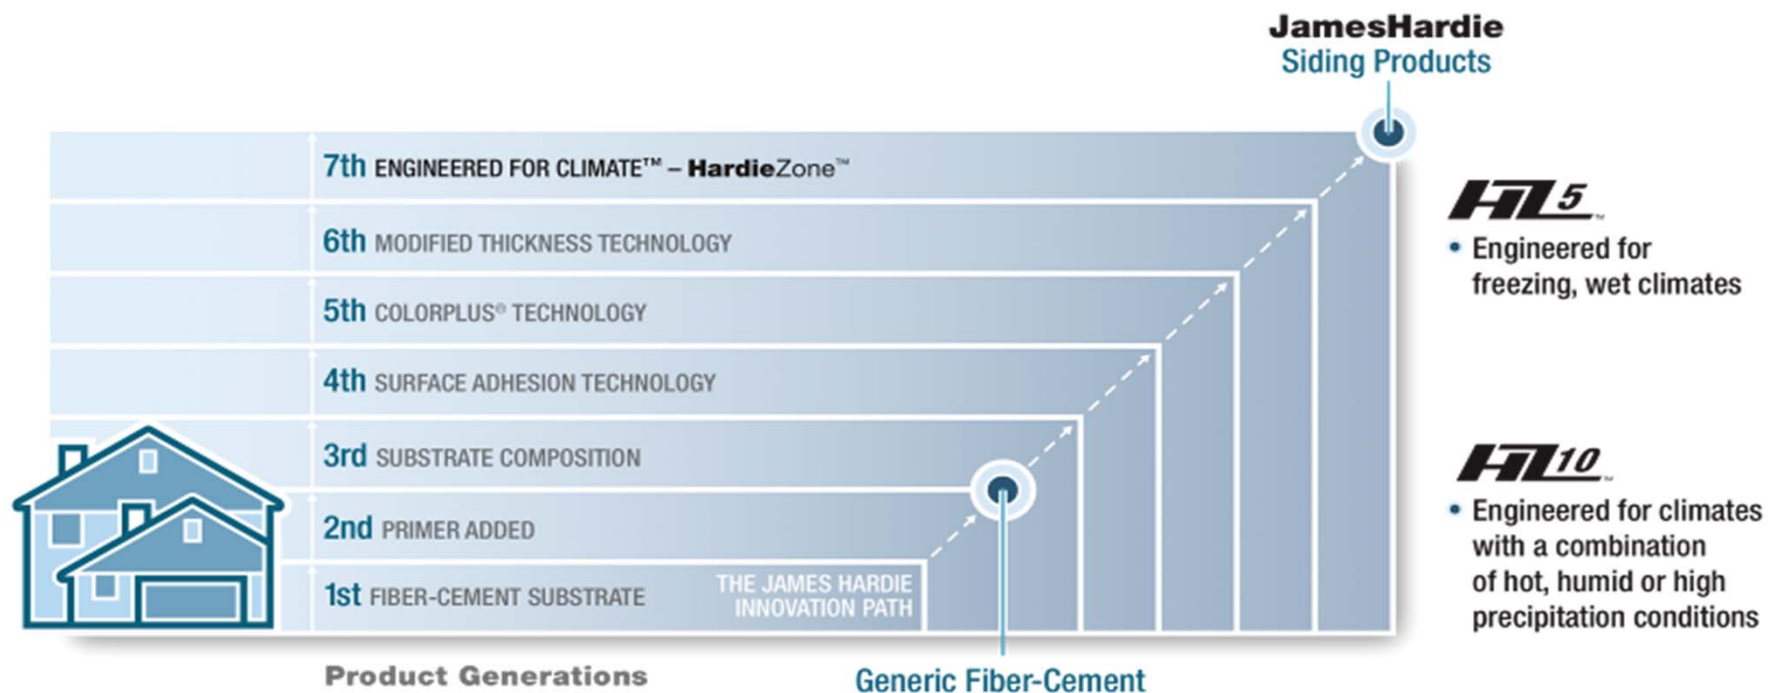 JamesHardie
Siding Products
7th ENGINEERED FOR CLIMATE™ – HardieZone™
6th MODIFIED THICKNESS TECHNOLOGY
5th COLORPLUS® TECHNOLOGY
4th SURFACE ADHESION TECHNOLOGY
3rd SUBSTRATE COMPOSITION
2nd PRIMER ADDED
1st FIBER-CEMENT SUBSTRATE
THE JAMES HARDIE
INNOVATION PATH
Product Generations
Generic Fiber-Cement
HZ5™
• Engineered for
freezing, wet climates
HZ10™
• Engineered for climates
with a combination
of hot, humid or high
precipitation conditions